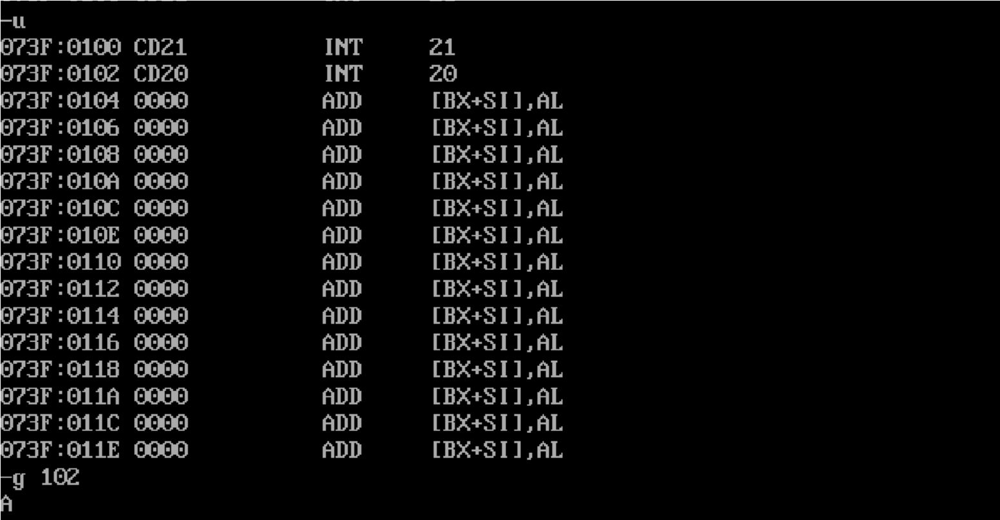 -u
073F:0100 CD21 INT 21
073F:0102 CD20 INT 20
073F:0104 0000 ADD [BX+SI],AL
073F:0106 0000 ADD [BX+SI],AL
073F:0108 0000 ADD [BX+SI],AL
073F:010A 0000 ADD [BX+SI],AL
073F:010C 0000 ADD [BX+SI],AL
073F:010E 0000 ADD [BX+SI],AL
073F:0110 0000 ADD [BX+SI],AL
073F:0112 0000 ADD [BX+SI],AL
073F:0114 0000 ADD [BX+SI],AL
073F:0116 0000 ADD [BX+SI],AL
073F:0118 0000 ADD [BX+SI],AL
073F:011A 0000 ADD [BX+SI],AL
073F:011C 0000 ADD [BX+SI],AL
073F:011E 0000 ADD [BX+SI],AL
-g 102
A